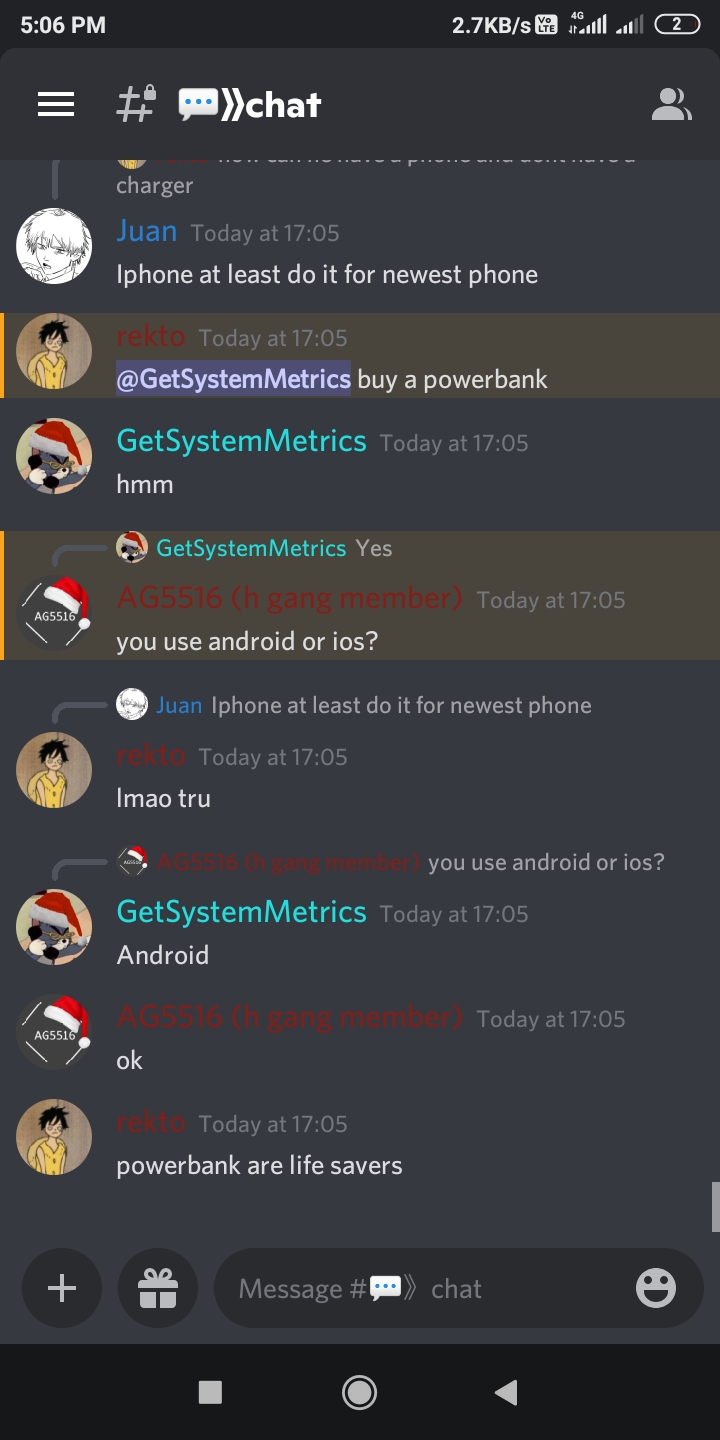 5:06 PM 2.7KB/s Vo LTE 4G 2
# 》chat
how can he have a phone and dont have a
charger
Juan Today at 17:05
Iphone at least do it for newest phone
rekto Today at 17:05
@GetSystemMetrics buy a powerbank
GetSystemMetrics Today at 17:05
hmm
GetSystemMetrics Yes
AG5516 (h gang member) Today at 17:05
AG5516
you use android or ios?
Juan Iphone at least do it for newest phone
rekto Today at 17:05
lmao tru
AG5516 (h gang member) you use android or ios?
GetSystemMetrics Today at 17:05
Android
AG5516 (h gang member) Today at 17:05
AG5516
ok
rekto Today at 17:05
powerbank are life savers
Message #💬》 chat